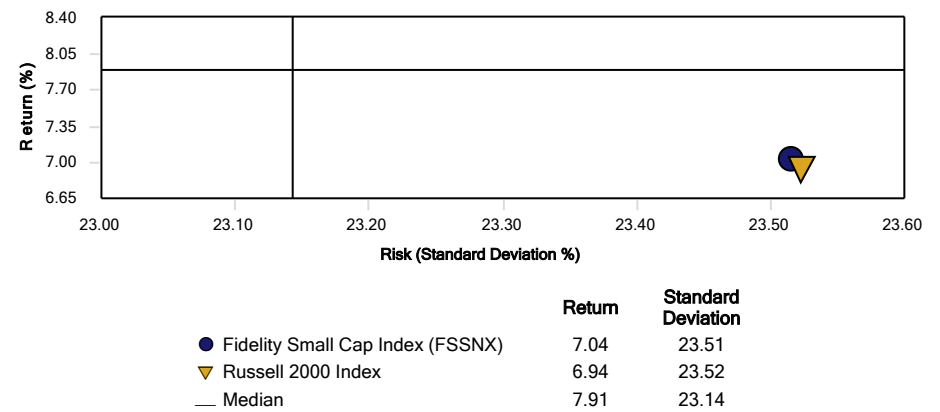 8.40
8.05
7.70
7.35
7.00
6.65
Return (%)
23.00 23.10 23.20 23.30 23.40 23.50 23.60
Risk (Standard Deviation %)
Return Standard Deviation
Fidelity Small Cap Index (FSSNX) 7.04 23.51
Russell 2000 Index 6.94 23.52
Median 7.91 23.14